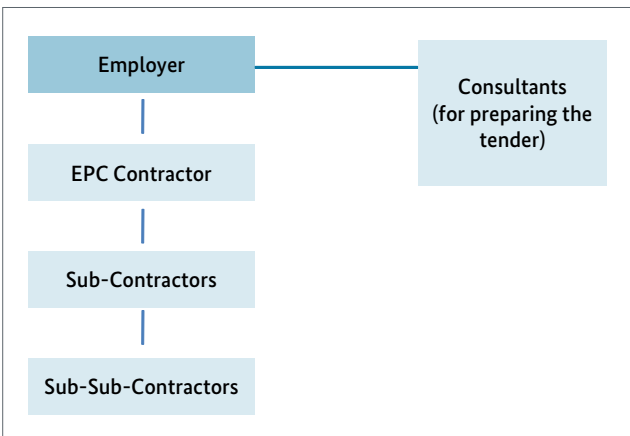 Employer
Consultants
(for preparing the
tender)
EPC Contractor
Sub-Contractors
Sub-Sub-Contractors